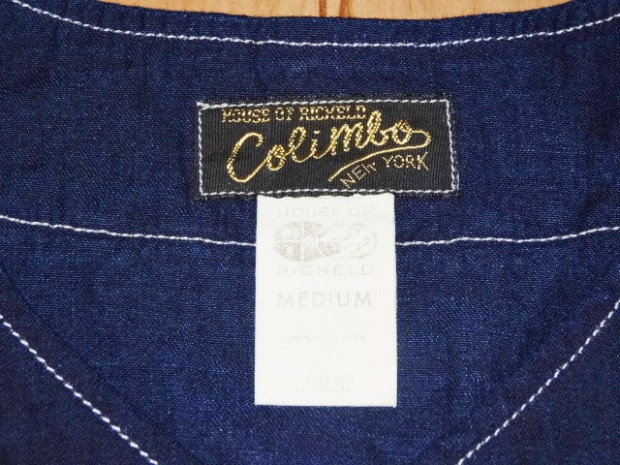 HOUSE OF RICHELD
Colimbo
NEW YORK
HOUSE OF
RICHELD
MEDIUM